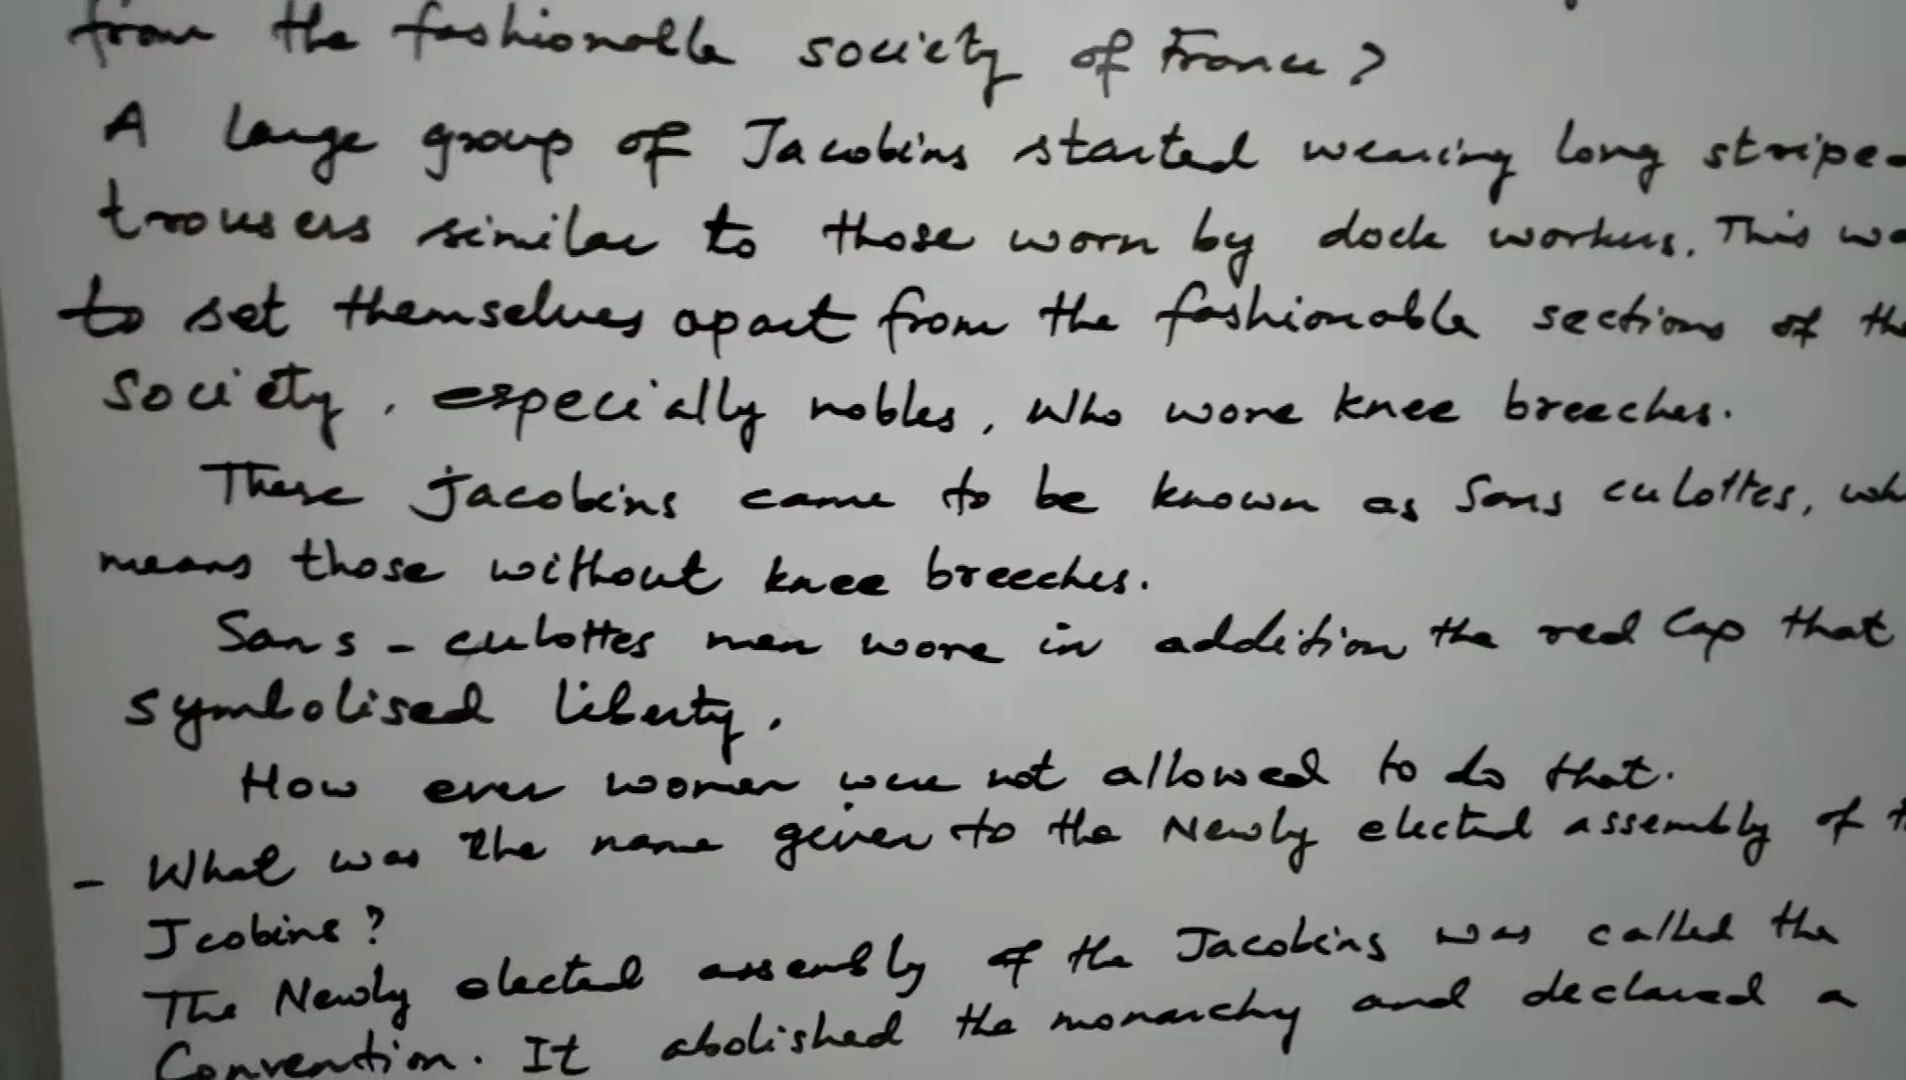 from the fashionable society of France?
A large group of Jacobins started wearing long stripe
trousers similar to those worn by dock workers. This wa
to set themselves apart from the fashionable sections of the
society, especially nobles, who wore knee breeches.
These jacobins came to be known as Sans culottes, wh
means those without knee breeches.
Sans - culottes men wore in addition the red Cap that
symbolised liberty.
How ever women were not allowed to do that.
- What was the name given to the Newly elected assembly of t
Jcobins?
The Newly elected assembly of the Jacobins was called the
Convention. It abolished the monarchy and declared a